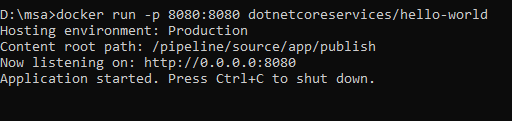 D:\msa>docker run -p 8080:8080 dotnetcoreservices/hello-world
Hosting environment: Production
Content root path: /pipeline/source/app/publish
Now listening on: http://0.0.0.0:8080
Application started. Press Ctrl+C to shut down.